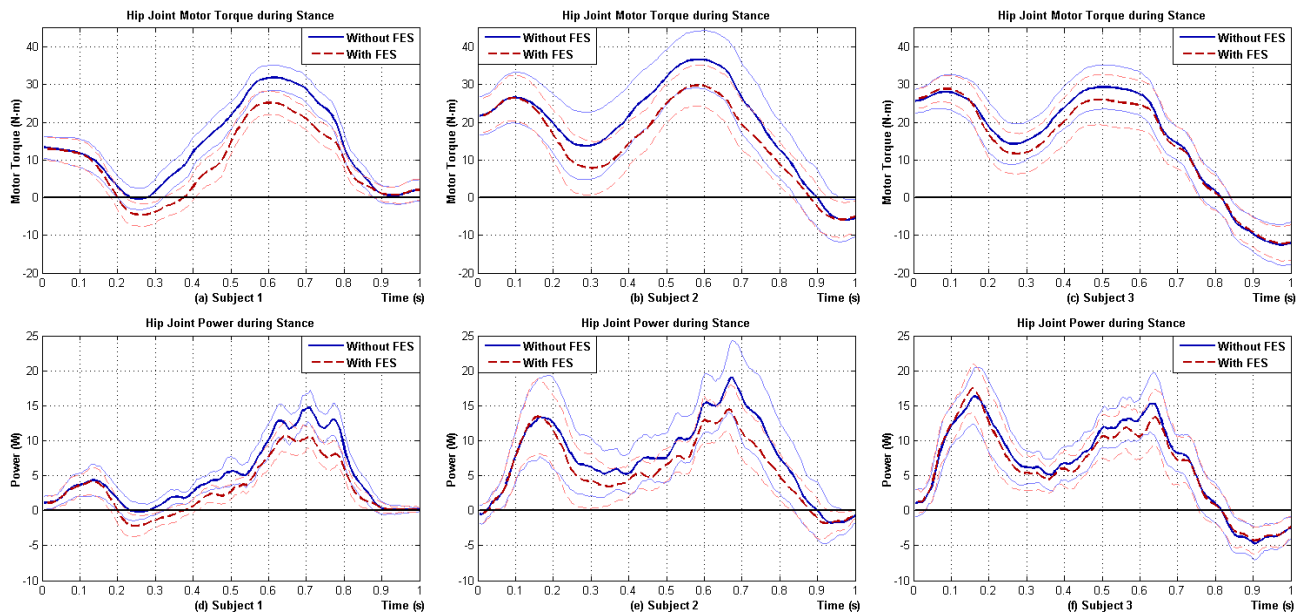 Hip Joint Motor Torque during Stance
Motor Torque (N-m)
40
30
20
10
0
-10
-20
Without FES
With FES
0 0.1 0.2 0.3 0.4 0.5 0.6 0.7 0.8 0.9 1
(a) Subject 1 Time (s)
Hip Joint Motor Torque during Stance
Motor Torque (N-m)
40
30
20
10
0
-10
-20
Without FES
With FES
0 0.1 0.2 0.3 0.4 0.5 0.6 0.7 0.8 0.9 1
(b) Subject 2 Time (s)
Hip Joint Motor Torque during Stance
Motor Torque (N-m)
40
30
20
10
0
-10
-20
Without FES
With FES
0 0.1 0.2 0.3 0.4 0.5 0.6 0.7 0.8 0.9 1
(c) Subject 3 Time (s)
Hip Joint Power during Stance
Power (W)
25
20
15
10
5
0
-5
-10
Without FES
With FES
0 0.1 0.2 0.3 0.4 0.5 0.6 0.7 0.8 0.9 1
(d) Subject 1 Time (s)
Hip Joint Power during Stance
Power (W)
25
20
15
10
5
0
-5
-10
Without FES
With FES
0 0.1 0.2 0.3 0.4 0.5 0.6 0.7 0.8 0.9 1
(e) Subject 2 Time (s)
Hip Joint Power during Stance
Power (W)
25
20
15
10
5
0
-5
-10
Without FES
With FES
0 0.1 0.2 0.3 0.4 0.5 0.6 0.7 0.8 0.9 1
(f) Subject 3 Time (s)